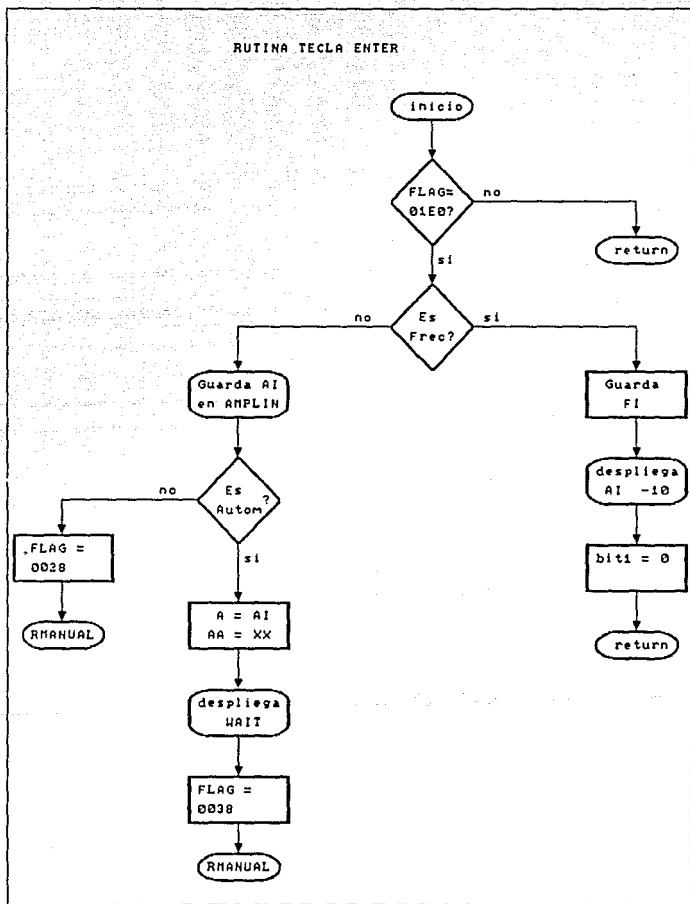 RUTINA TECLA ENTER
inicio
FLAG=
01E0?
no
return
si
Es
Frec?
no
si
Guarda AI
en AMPLIN
Guarda
FI
Es
Autom?
no
si
despliega
AI -10
.FLAG =
0028
bit1 = 0
A = AI
AA = XX
RMANUAL
return
despliega
WAIT
FLAG =
0038
RMANUAL